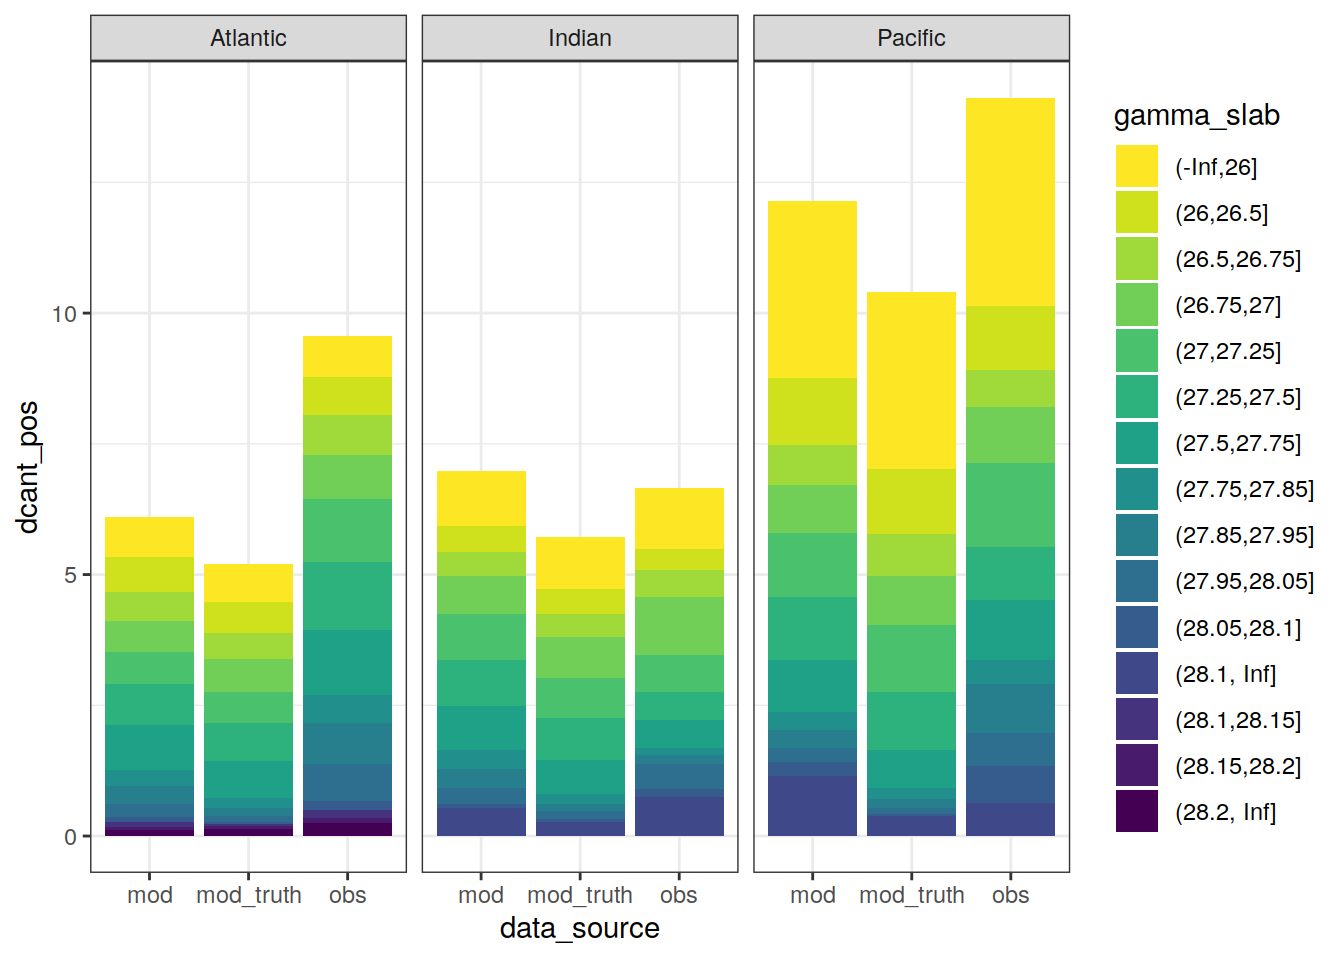 Atlantic Indian Pacific
gamma_slab
(-Inf,26]
(26,26.5]
(26.5,26.75]
(26.75,27]
(27,27.25]
(27.25,27.5]
(27.5,27.75]
(27.75,27.85]
(27.85,27.95]
(27.95,28.05]
(28.05,28.1]
(28.1, Inf]
(28.1,28.15]
(28.15,28.2]
(28.2, Inf]
dcant_pos
10
5
0
mod mod_truth obs mod mod_truth obs mod mod_truth obs
data_source